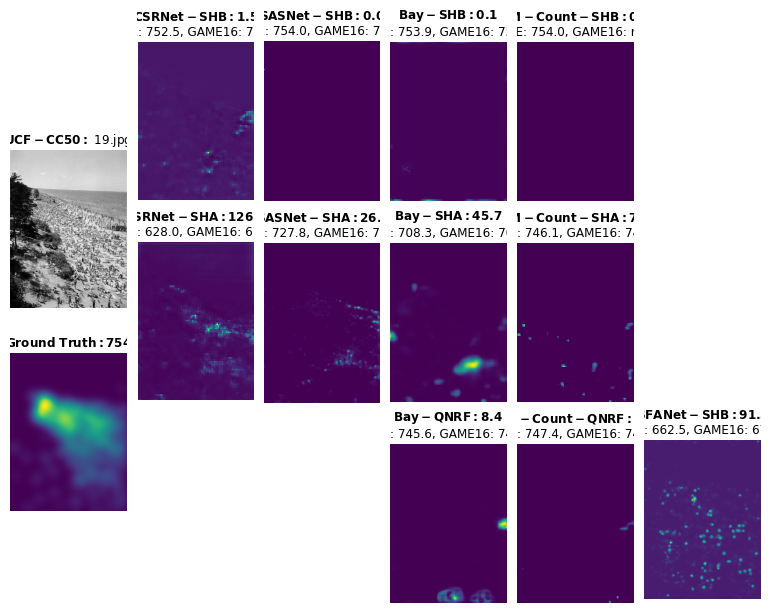 CSRNet-SHB: 1.5
: 752.5, GAME16: 7
SASNet-SHB: 0.0
: 754.0, GAME16: 7
Bay-SHB: 0.1
: 753.9, GAME16: 7
M-Count-SHB: 0
E: 754.0, GAME16:
UCF-CC50: 19.jpg
CSRNet-SHA: 126
: 628.0, GAME16: 6
SASNet-SHA: 26.
: 727.8, GAME16: 7
Bay-SHA: 45.7
: 708.3, GAME16: 7
M-Count-SHA: 7
: 746.1, GAME16: 7
Ground Truth: 754
Bay-QNRF: 8.4
: 745.6, GAME16: 7
-Count-QNRF:
: 747.4, GAME16: 7
SFANet-SHB: 91.
: 662.5, GAME16: 6